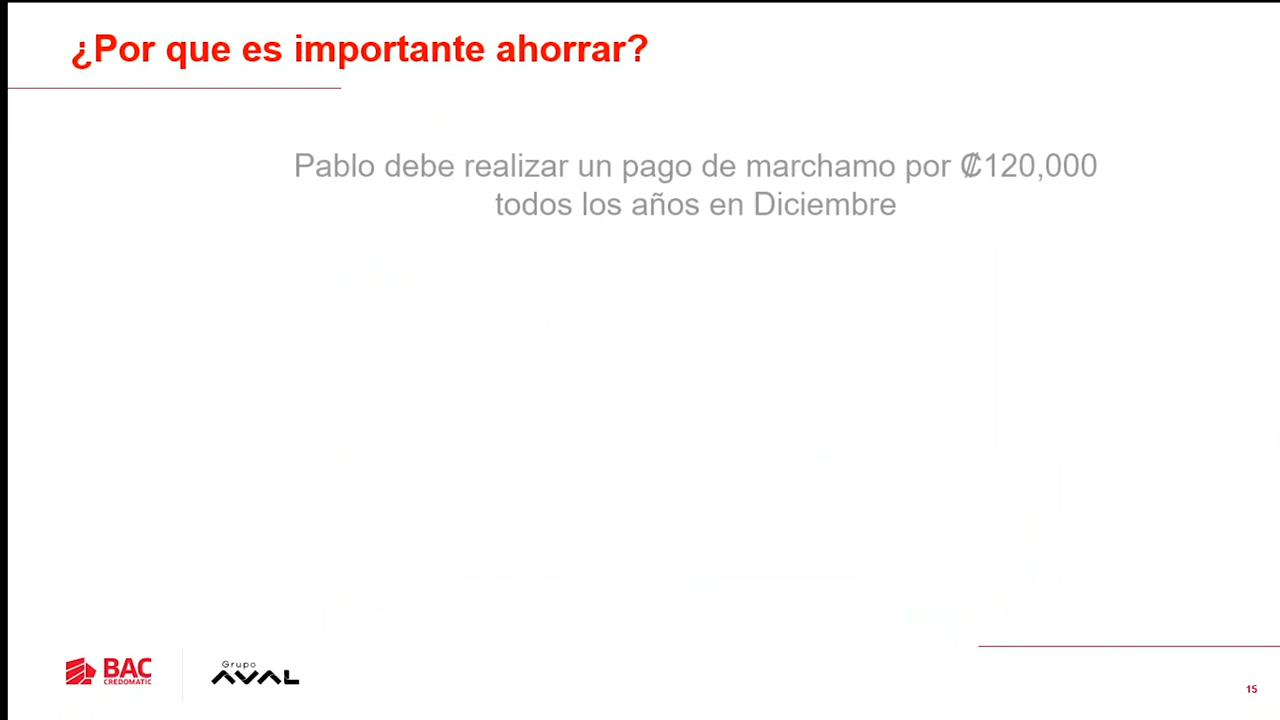 ¿Por que es importante ahorrar?
Pablo debe realizar un pago de marchamo por ₡120,000
todos los años en Diciembre
BAC
CREDOMATIC
Grupo
AVAL
15